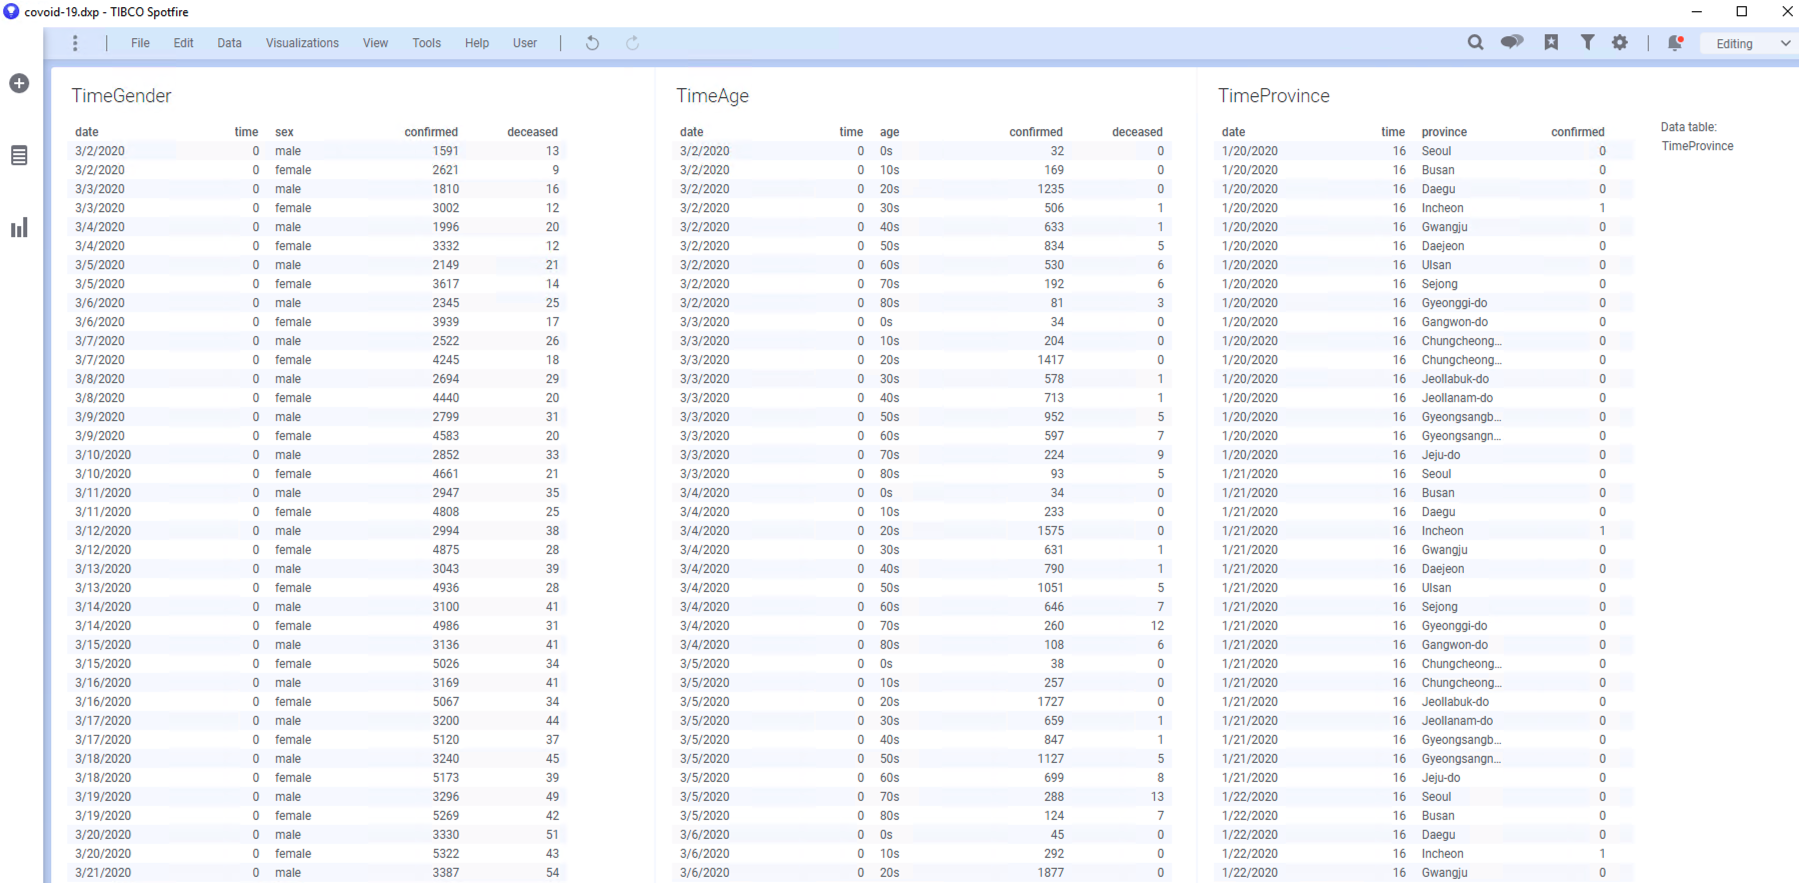 covoid-19.dxp - TIBCO Spotfire
File Edit Data Visualizations View Tools Help User Editing
TimeGender
date time sex confirmed deceased
3/2/2020 0 male 1591 13
3/2/2020 0 female 2621 9
3/3/2020 0 male 1810 16
3/3/2020 0 female 3002 12
3/4/2020 0 male 1996 20
3/4/2020 0 female 3332 12
3/5/2020 0 male 2149 21
3/5/2020 0 female 3617 14
3/6/2020 0 male 2345 25
3/6/2020 0 female 3939 17
3/7/2020 0 male 2522 26
3/7/2020 0 female 4245 18
3/8/2020 0 male 2694 29
3/8/2020 0 female 4440 20
3/9/2020 0 male 2799 31
3/9/2020 0 female 4583 20
3/10/2020 0 male 2852 33
3/10/2020 0 female 4661 21
3/11/2020 0 male 2947 35
3/11/2020 0 female 4808 25
3/12/2020 0 male 2994 38
3/12/2020 0 female 4875 28
3/13/2020 0 male 3043 39
3/13/2020 0 female 4936 28
3/14/2020 0 male 3100 41
3/14/2020 0 female 4986 31
3/15/2020 0 male 3136 41
3/15/2020 0 female 5026 34
3/16/2020 0 male 3169 41
3/16/2020 0 female 5067 34
3/17/2020 0 male 3200 44
3/17/2020 0 female 5120 37
3/18/2020 0 male 3240 45
3/18/2020 0 female 5173 39
3/19/2020 0 male 3296 49
3/19/2020 0 female 5269 42
3/20/2020 0 male 3330 51
3/20/2020 0 female 5322 43
3/21/2020 0 male 3387 54
TimeAge
date time age confirmed deceased
3/2/2020 0 0s 32 0
3/2/2020 0 10s 169 0
3/2/2020 0 20s 1235 0
3/2/2020 0 30s 506 1
3/2/2020 0 40s 633 1
3/2/2020 0 50s 834 5
3/2/2020 0 60s 530 6
3/2/2020 0 70s 192 6
3/2/2020 0 80s 81 3
3/3/2020 0 0s 34 0
3/3/2020 0 10s 204 0
3/3/2020 0 20s 1417 0
3/3/2020 0 30s 578 1
3/3/2020 0 40s 713 1
3/3/2020 0 50s 952 5
3/3/2020 0 60s 597 7
3/3/2020 0 70s 224 9
3/3/2020 0 80s 93 5
3/4/2020 0 0s 34 0
3/4/2020 0 10s 233 0
3/4/2020 0 20s 1575 0
3/4/2020 0 30s 631 1
3/4/2020 0 40s 790 1
3/4/2020 0 50s 1051 5
3/4/2020 0 60s 646 7
3/4/2020 0 70s 260 12
3/4/2020 0 80s 108 6
3/5/2020 0 0s 38 0
3/5/2020 0 10s 257 0
3/5/2020 0 20s 1727 0
3/5/2020 0 30s 659 1
3/5/2020 0 40s 847 1
3/5/2020 0 50s 1127 5
3/5/2020 0 60s 699 8
3/5/2020 0 70s 288 13
3/5/2020 0 80s 124 7
3/6/2020 0 0s 45 0
3/6/2020 0 10s 292 0
3/6/2020 0 20s 1877 0
TimeProvince
date time province confirmed
1/20/2020 16 Seoul 0
1/20/2020 16 Busan 0
1/20/2020 16 Daegu 0
1/20/2020 16 Incheon 1
1/20/2020 16 Gwangju 0
1/20/2020 16 Daejeon 0
1/20/2020 16 Ulsan 0
1/20/2020 16 Sejong 0
1/20/2020 16 Gyeonggi-do 0
1/20/2020 16 Gangwon-do 0
1/20/2020 16 Chungcheong... 0
1/20/2020 16 Chungcheong... 0
1/20/2020 16 Jeollabuk-do 0
1/20/2020 16 Jeollanam-do 0
1/20/2020 16 Gyeongsangb... 0
1/20/2020 16 Gyeongsangn... 0
1/20/2020 16 Jeju-do 0
1/21/2020 16 Seoul 0
1/21/2020 16 Busan 0
1/21/2020 16 Daegu 0
1/21/2020 16 Incheon 1
1/21/2020 16 Gwangju 0
1/21/2020 16 Daejeon 0
1/21/2020 16 Ulsan 0
1/21/2020 16 Sejong 0
1/21/2020 16 Gyeonggi-do 0
1/21/2020 16 Gangwon-do 0
1/21/2020 16 Chungcheong... 0
1/21/2020 16 Chungcheong... 0
1/21/2020 16 Jeollabuk-do 0
1/21/2020 16 Jeollanam-do 0
1/21/2020 16 Gyeongsangb... 0
1/21/2020 16 Gyeongsangn... 0
1/21/2020 16 Jeju-do 0
1/22/2020 16 Seoul 0
1/22/2020 16 Busan 0
1/22/2020 16 Daegu 0
1/22/2020 16 Incheon 1
1/22/2020 16 Gwangju 0
Data table:
TimeProvince